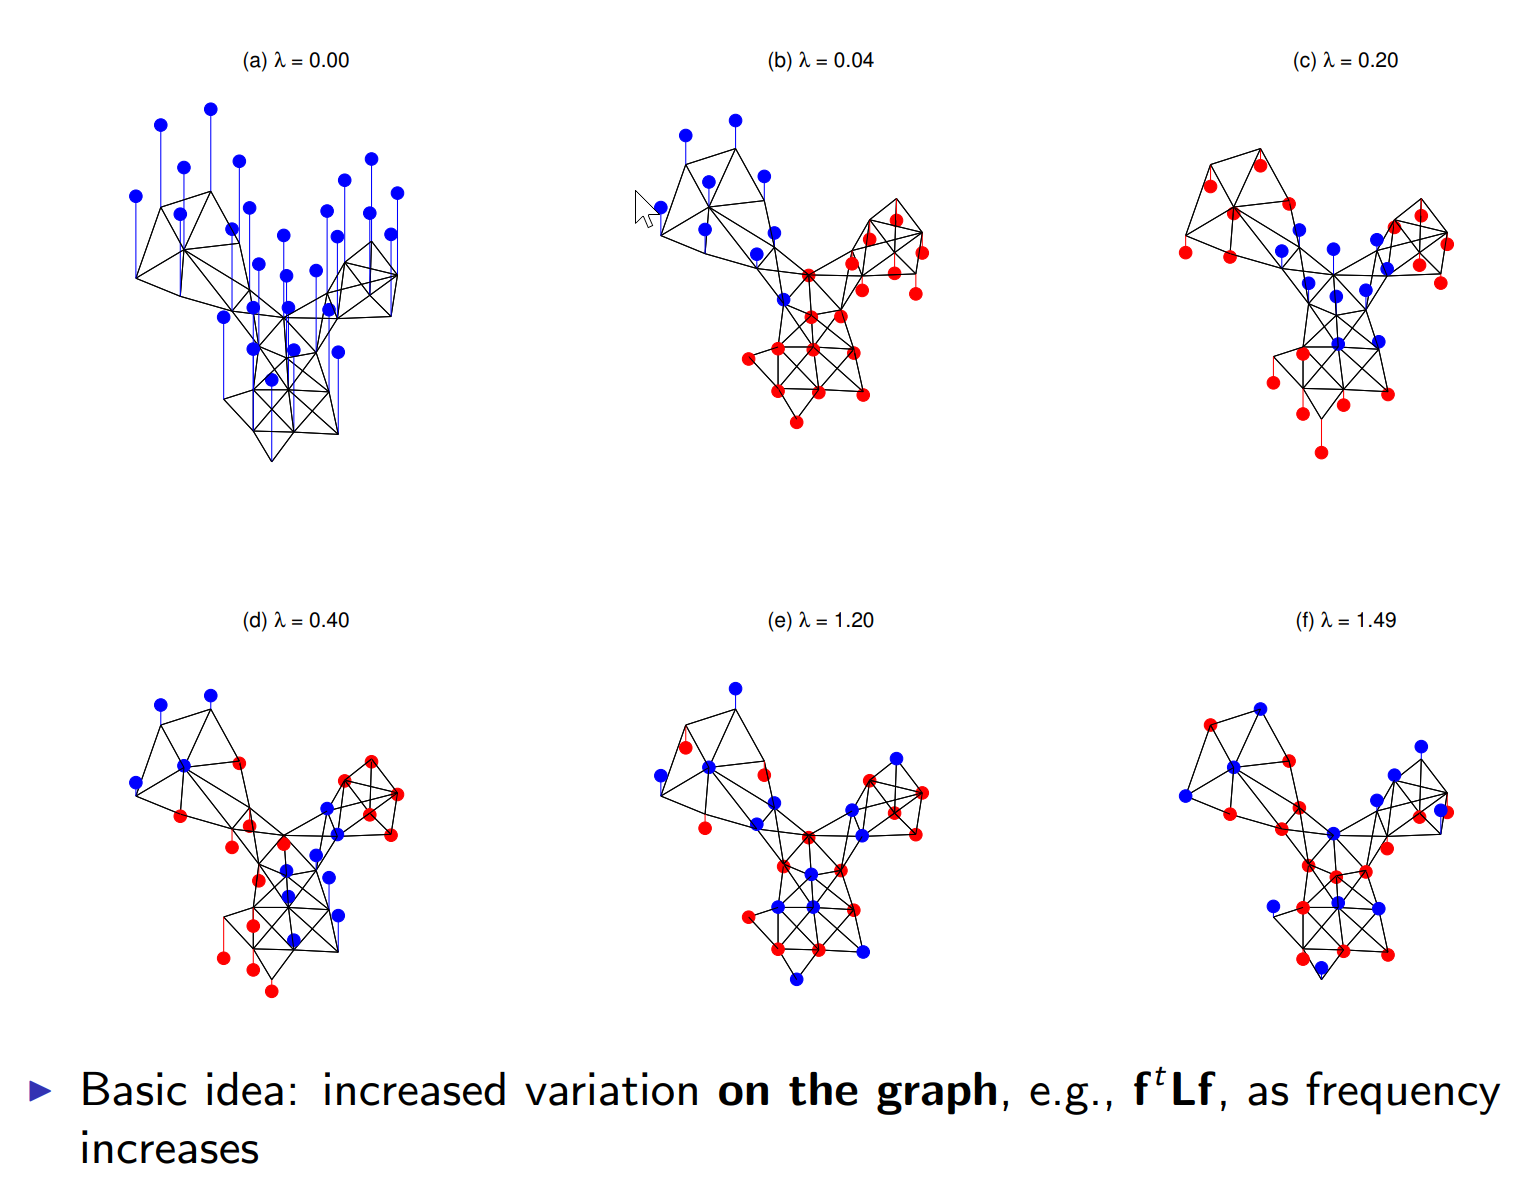 (a) λ = 0.00
(b) λ = 0.04
(c) λ = 0.20
(d) λ = 0.40
(e) λ = 1.20
(f) λ = 1.49
Basic idea: increased variation on the graph, e.g., fᵗLf, as frequency
increases